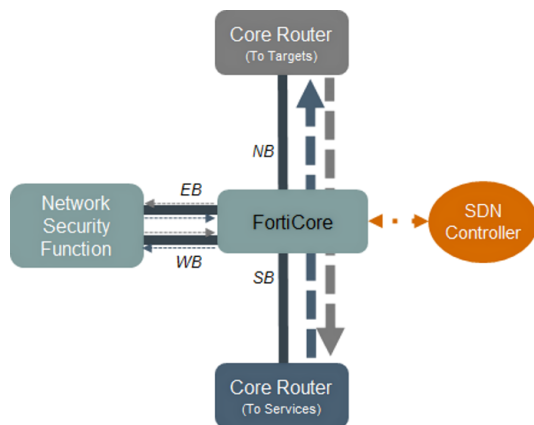 Core Router
(To Targets)
NB
EB
Network
Security
Function
FortiCore
SDN
Controller
WB
SB
Core Router
(To Services)